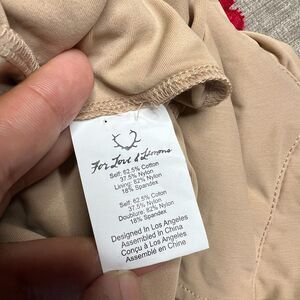 For Love & Lemons
Self: 62.5% Cotton
37.5% Nylon
Lining: 82% Nylon
18% Spandex
Self: 62.5% Coton
37.5% Nylon
Doublure: 82% Nylon
18% Spandex
Designed In Los Angeles
Assembled In China
Conçu à Los Angeles
Assemblé en Chine